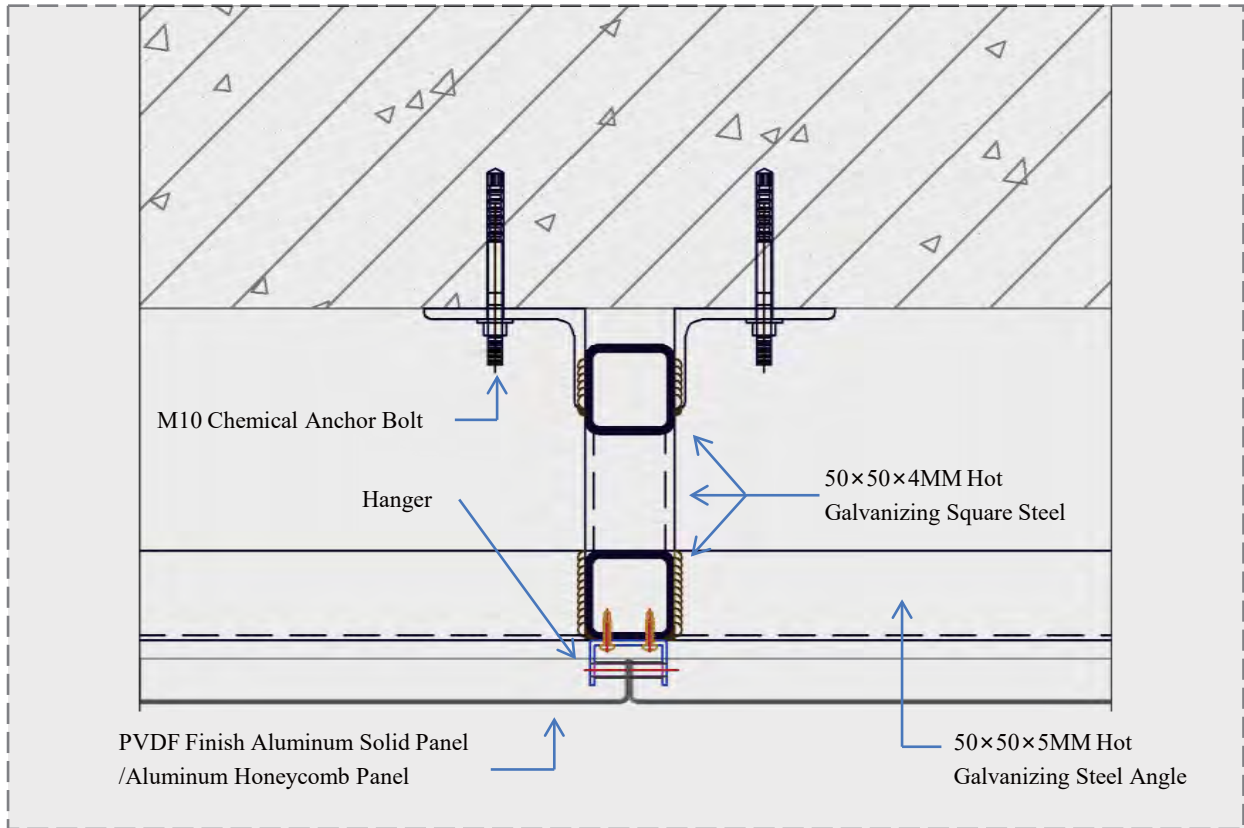 M10 Chemical Anchor Bolt
Hanger
50×50×4MM Hot
Galvanizing Square Steel
PVDF Finish Aluminum Solid Panel
/Aluminum Honeycomb Panel
50×50×5MM Hot
Galvanizing Steel Angle